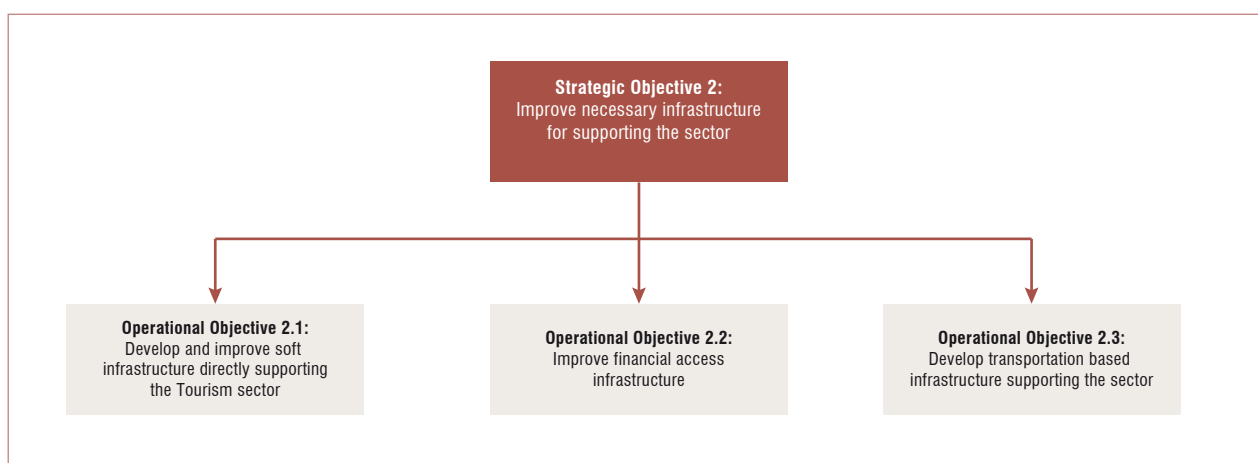 Strategic Objective 2:
Improve necessary infrastructure
for supporting the sector
Operational Objective 2.1:
Develop and improve soft
infrastructure directly supporting
the Tourism sector
Operational Objective 2.2:
Improve financial access
infrastructure
Operational Objective 2.3:
Develop transportation based
infrastructure supporting the sector